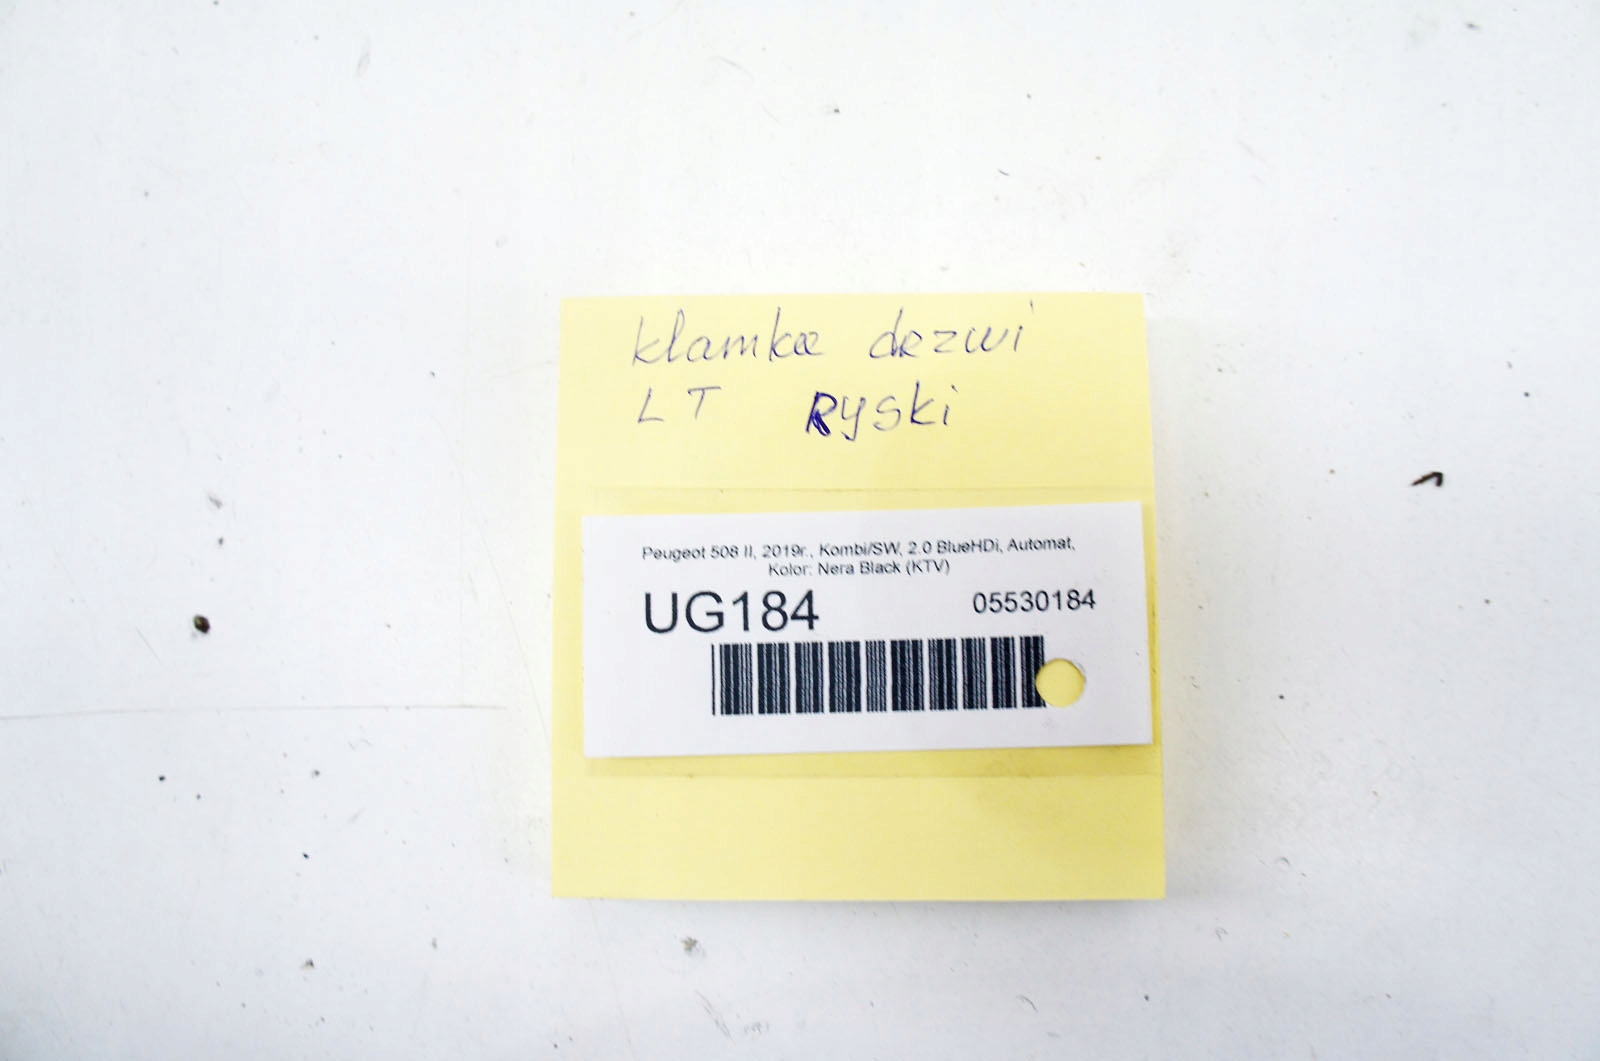 klamka drzwi
LT Ryski
Peugeot 508 II, 2019r., Kombi/SW, 2.0 BlueHDi, Automat,
Kolor: Nera Black (KTV)
UG184 05530184